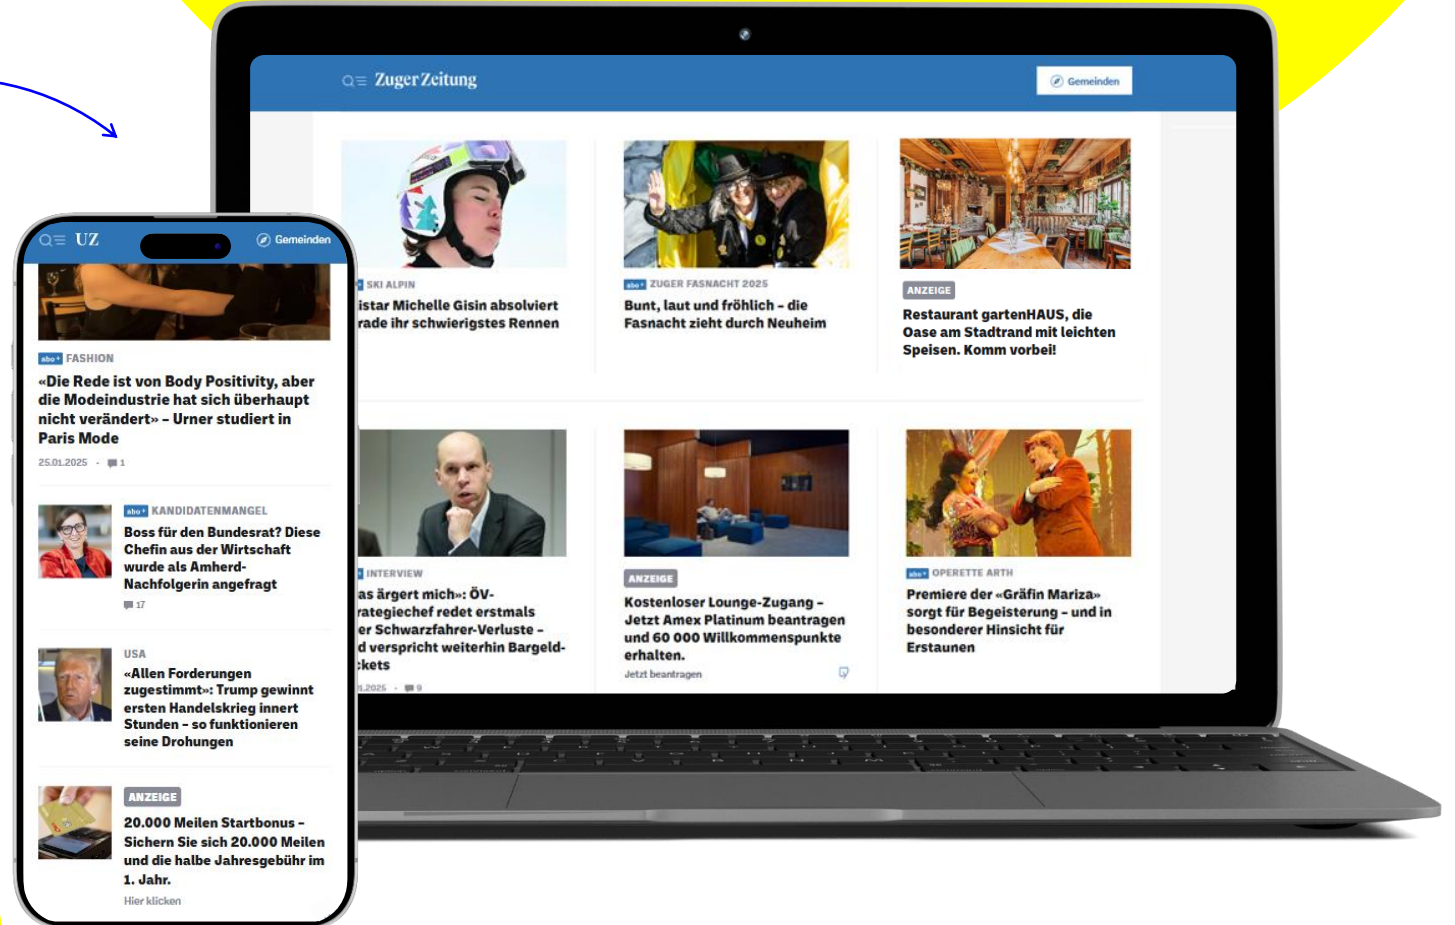 Zuger Zeitung
Gemeinden
SKI ALPIN
istar Michelle Gisin absolviert
rade ihr schwierigstes Rennen
abo+ ZUGER FASNACHT 2025
Bunt, laut und fröhlich – die
Fasnacht zieht durch Neuheim
ANZEIGE
Restaurant gartenHAUS, die
Oase am Stadtrand mit leichten
Speisen. Komm vorbei!
INTERVIEW
as ärgert mich»: ÖV-
rategiechef redet erstmals
er Schwarzfahrer-Verluste –
d verspricht weiterhin Bargeld-
ckets
.2025 · 9
ANZEIGE
Kostenloser Lounge-Zugang –
Jetzt Amex Platinum beantragen
und 60 000 Willkommenspunkte
erhalten.
Jetzt beantragen
abo+ OPERETTE ARTH
Premiere der «Gräfin Mariza»
sorgt für Begeisterung – und in
besonderer Hinsicht für
Erstaunen
UZ
Gemeinden
abo+ FASHION
«Die Rede ist von Body Positivity, aber
die Modeindustrie hat sich überhaupt
nicht verändert» – Urner studiert in
Paris Mode
25.01.2025 · 1
abo+ KANDIDATENMANGEL
Boss für den Bundesrat? Diese
Chefin aus der Wirtschaft
wurde als Amherd-
Nachfolgerin angefragt
17
USA
«Allen Forderungen
zugestimmt»: Trump gewinnt
ersten Handelskrieg innert
Stunden – so funktionieren
seine Drohungen
ANZEIGE
20.000 Meilen Startbonus –
Sichern Sie sich 20.000 Meilen
und die halbe Jahresgebühr im
1. Jahr.
Hier klicken